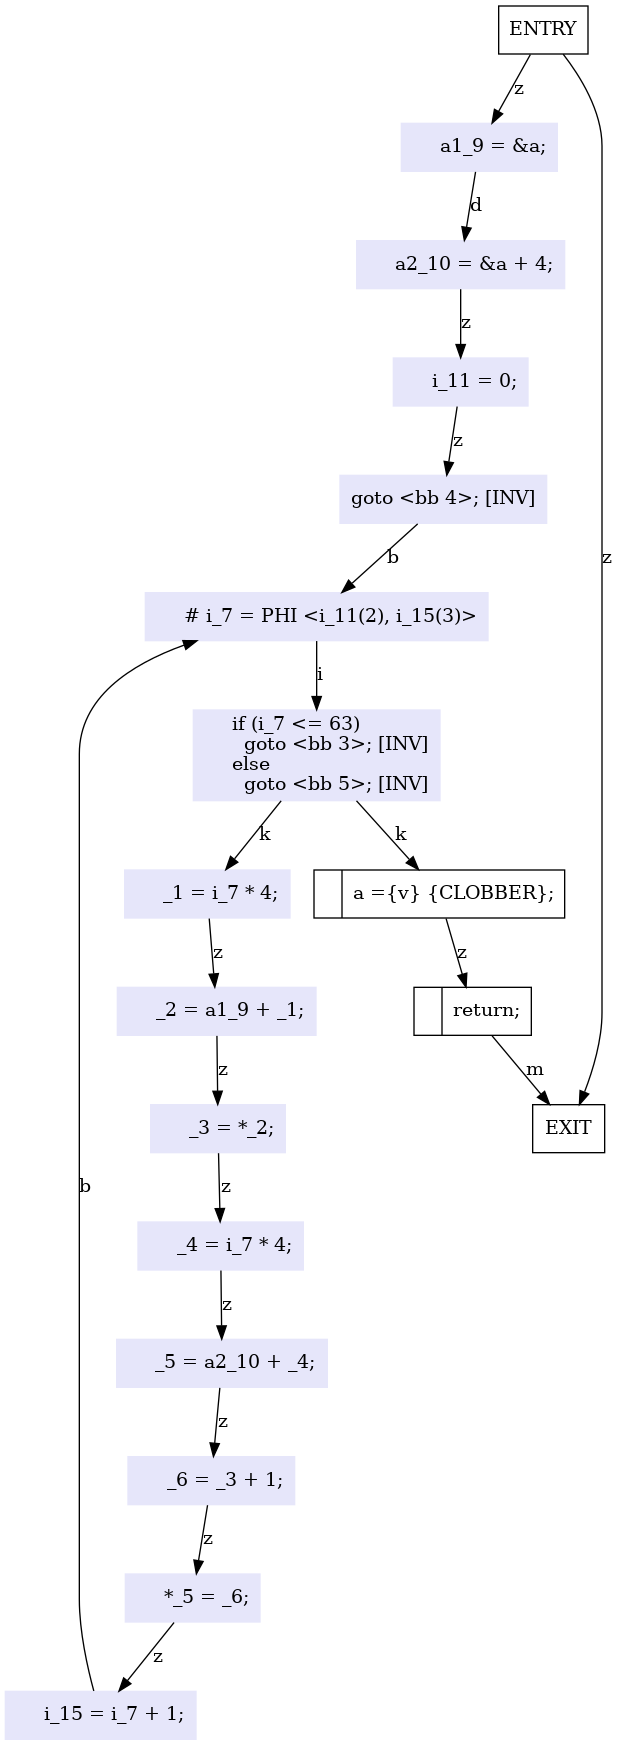 ENTRY
z
a1_9 = &a;
d
a2_10 = &a + 4;
z
i_11 = 0;
z
goto <bb 4>; [INV]
b
z
# i_7 = PHI <i_11(2), i_15(3)>
i
if (i_7 <= 63)
goto <bb 3>; [INV]
else
goto <bb 5>; [INV]
k
k
_1 = i_7 * 4;
a ={v} {CLOBBER};
z
z
_2 = a1_9 + _1;
return;
z
m
_3 = *_2;
EXIT
z
b
_4 = i_7 * 4;
z
_5 = a2_10 + _4;
z
_6 = _3 + 1;
z
*_5 = _6;
z
i_15 = i_7 + 1;